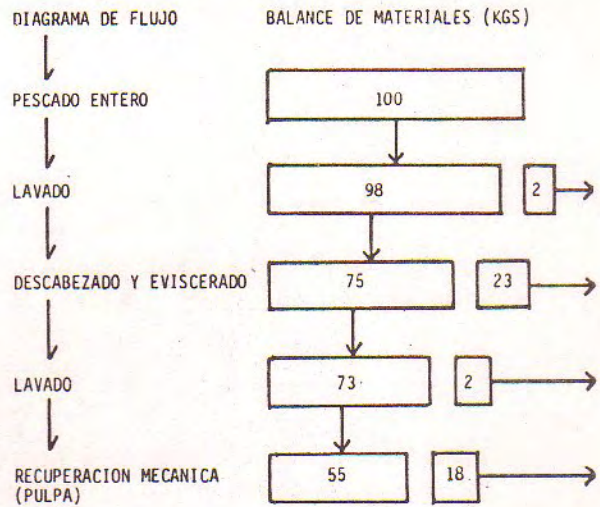 DIAGRAMA DE FLUJO BALANCE DE MATERIALES (KGS)
PESCADO ENTERO 100
LAVADO 98 2
DESCABEZADO Y EVISCERADO 75 23
LAVADO 73 2
RECUPERACION MECANICA 55 18
(PULPA)